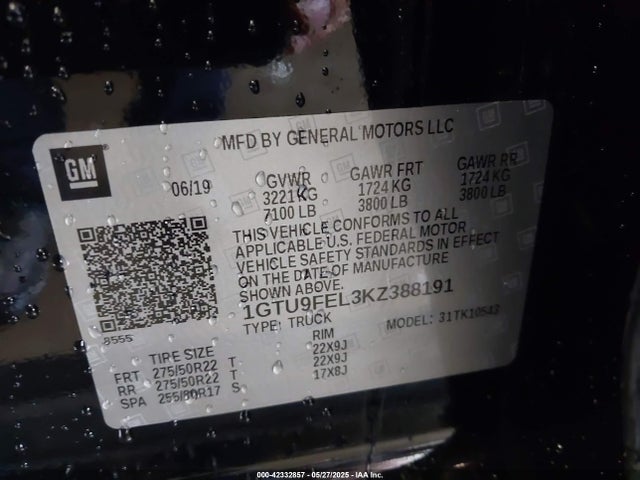 MFD BY GENERAL MOTORS LLC
GM
06/19
GVWR
3221KG
7100 LB
GAWR FRT
1724 KG
3800 LB
GAWR RR
1724 KG
3800 LB
THIS VEHICLE CONFORMS TO ALL
APPLICABLE U.S. FEDERAL MOTOR
VEHICLE SAFETY STANDARDS IN EFFECT
ON THE DATE OF MANUFACTURE
SHOWN ABOVE.
1GTU9FEL3KZ388191
TYPE: TRUCK
MODEL: 31TK10543
8555
TIRE SIZE RIM
FRT 275/50R22 T 22X9J
RR 275/50R22 T 22X9J
SPA 255/80R17 S 17X8J
000-42332857 - 05/27/2025 - IAA Inc.